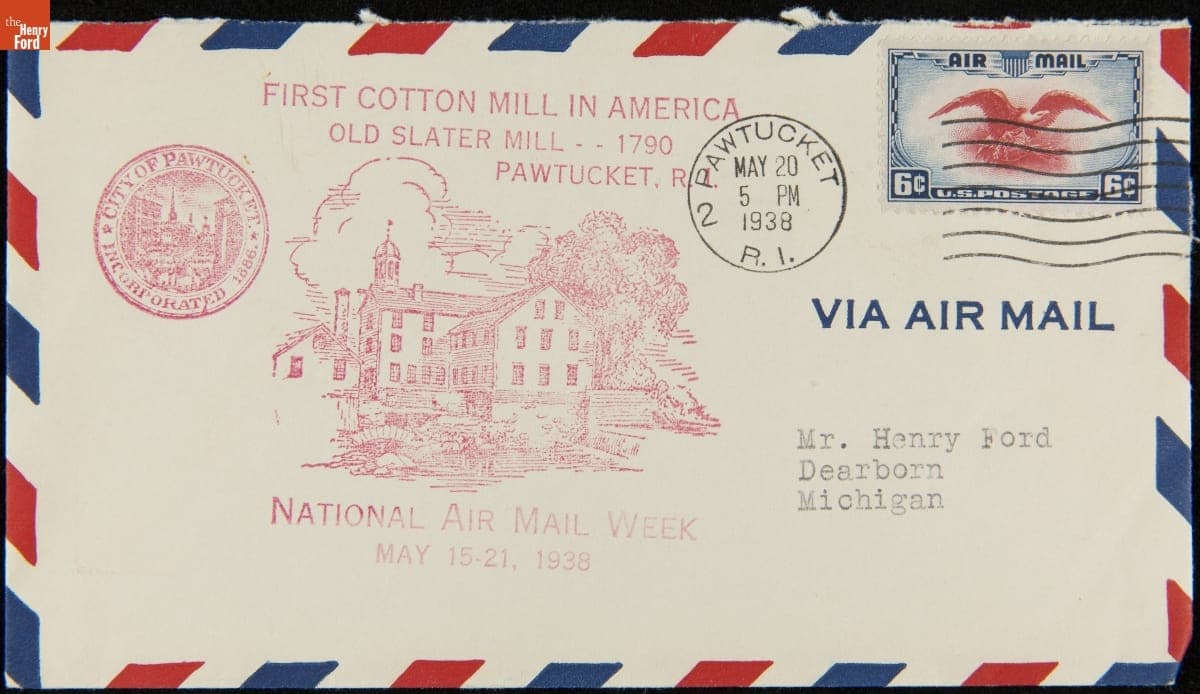 the
Henry
Ford
FIRST COTTON MILL IN AMERICA
OLD SLATER MILL - - 1790
PAWTUCKET, R.I.
CITY OF PAWTUCKET.
INCORPORATED 1886.
PAWTUCKET
MAY 20
5 PM
1938
R. I.
2
AIR MAIL
6¢ U.S. POSTAGE 6¢
VIA AIR MAIL
Mr. Henry Ford
Dearborn
Michigan
NATIONAL AIR MAIL WEEK
MAY 15-21, 1938